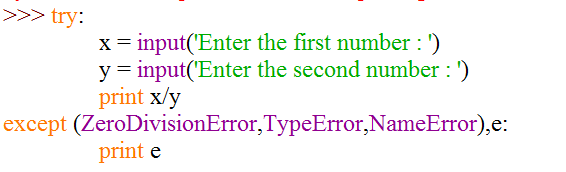 >>> try:
        x = input('Enter the first number : ')
        y = input('Enter the second number : ')
        print x/y
except (ZeroDivisionError,TypeError,NameError),e:
        print e